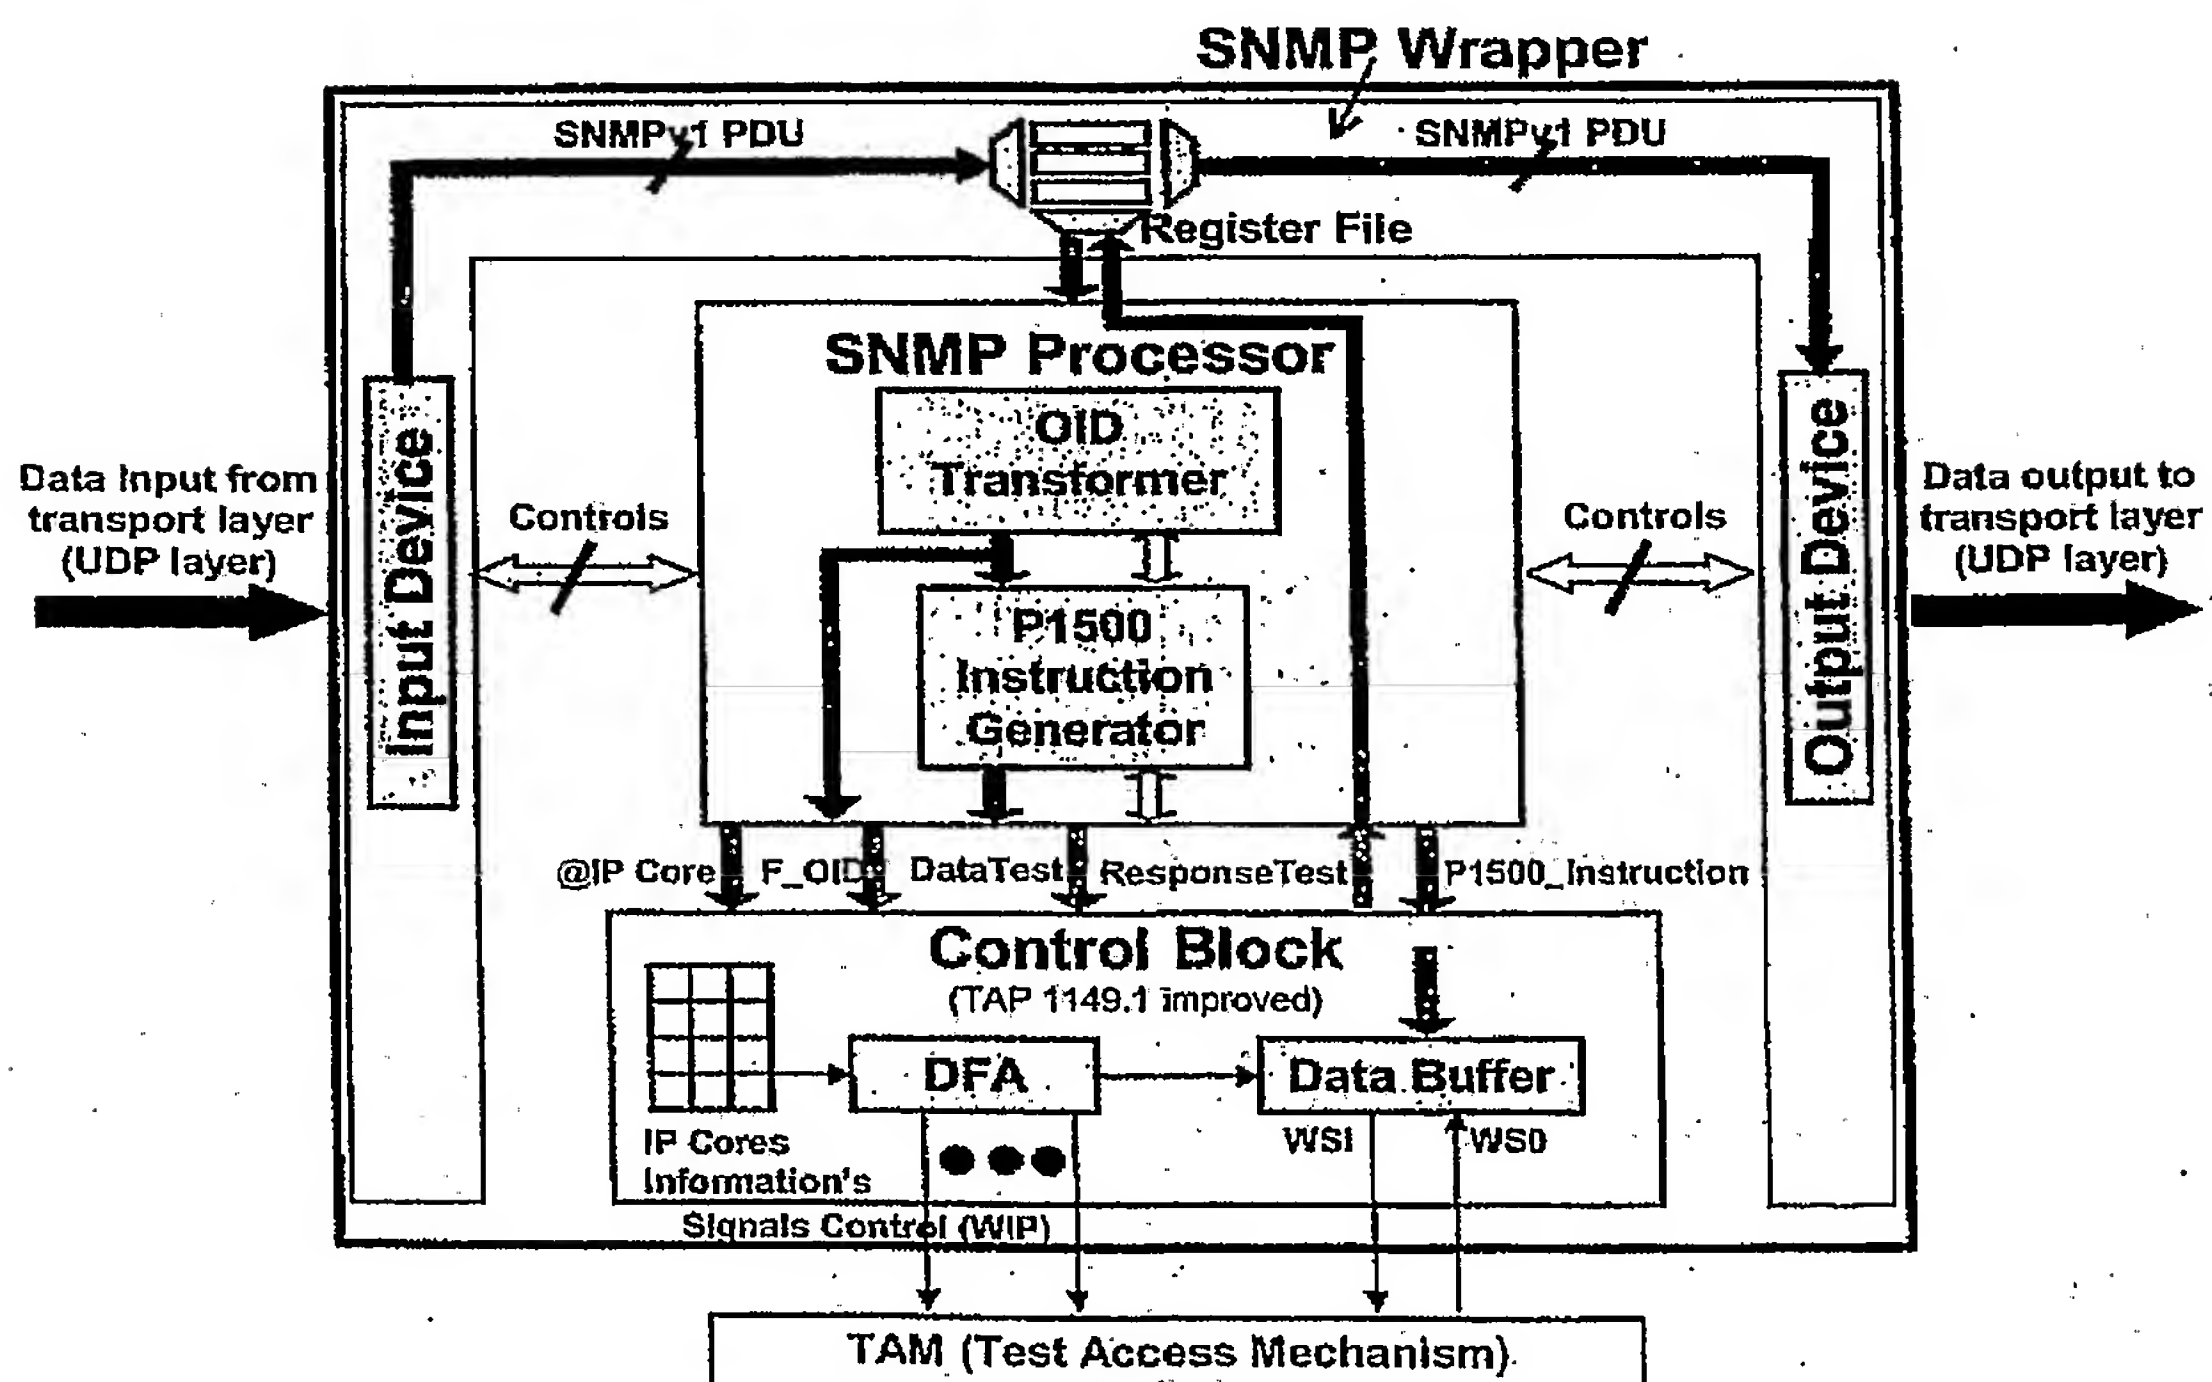 SNMP Wrapper
SNMPv1 PDU
SNMPv1 PDU
Register File
SNMP Processor
OID
Transformer
Data Input from
transport layer
(UDP layer)
Input Device
Controls
Controls
Output Device
Data output to
transport layer
(UDP layer)
P1500
Instruction
Generator
@IP Core
F_OID
DataTest
ResponseTest
P1500_Instruction
Control Block
(TAP 1149.1 improved)
DFA
Data Buffer
IP Cores
Information's
WSI
WS0
Signals Control (WIP)
TAM (Test Access Mechanism)